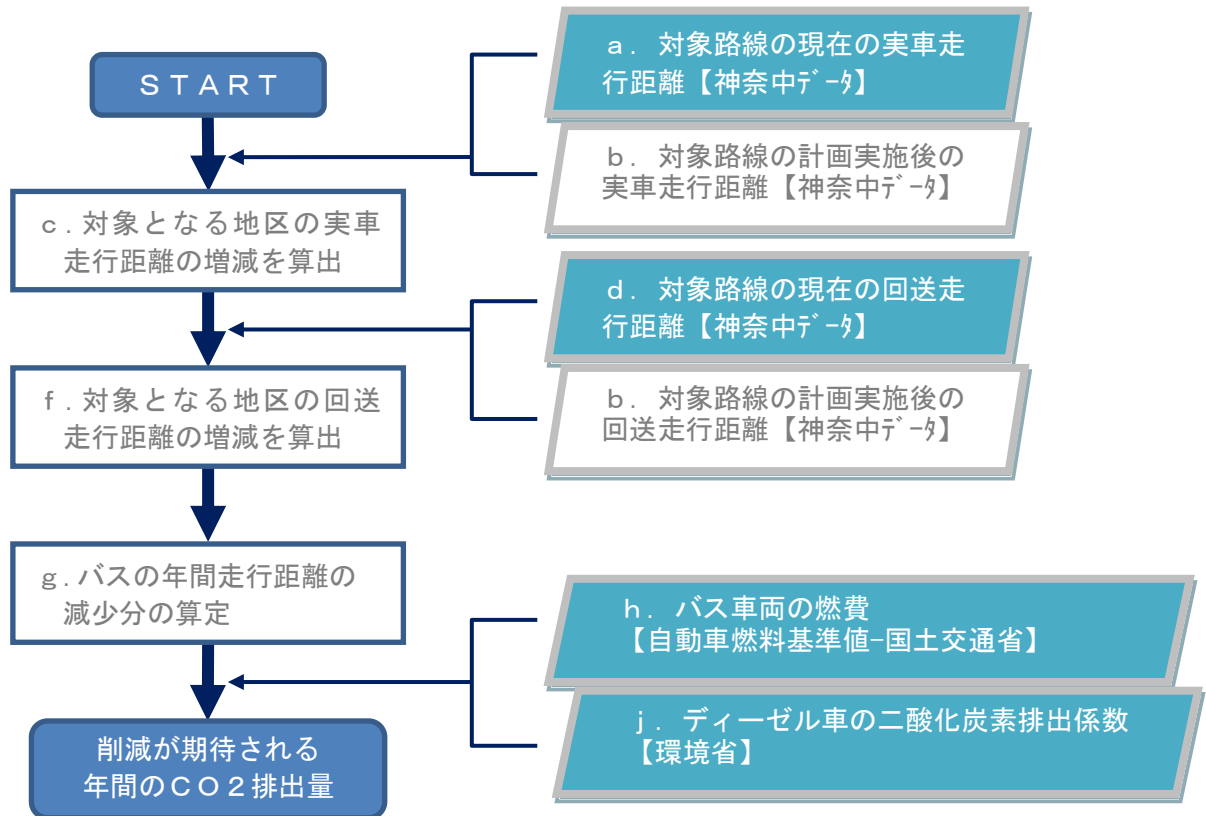 ＳＴＡＲＴ
ａ．対象路線の現在の実車走
行距離【神奈中ﾃﾞｰﾀ】
ｂ．対象路線の計画実施後の
実車走行距離【神奈中ﾃﾞｰﾀ】
ｃ．対象となる地区の実車
走行距離の増減を算出
ｄ．対象路線の現在の回送走
行距離【神奈中ﾃﾞｰﾀ】
ｂ．対象路線の計画実施後の
回送走行距離【神奈中ﾃﾞｰﾀ】
ｆ．対象となる地区の回送
走行距離の増減を算出
ｇ．バスの年間走行距離の
減少分の算定
ｈ．バス車両の燃費
【自動車燃料基準値-国土交通省】
ｊ．ディーゼル車の二酸化炭素排出係数
【環境省】
削減が期待される
年間のＣＯ２排出量